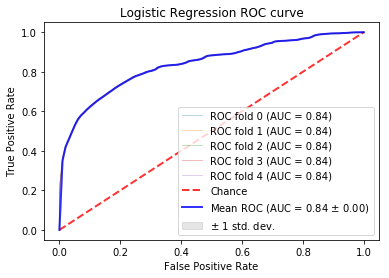 Logistic Regression ROC curve
True Positive Rate
1.0
0.8
0.6
0.4
0.2
0.0
ROC fold 0 (AUC = 0.84)
ROC fold 1 (AUC = 0.84)
ROC fold 2 (AUC = 0.84)
ROC fold 3 (AUC = 0.84)
ROC fold 4 (AUC = 0.84)
Chance
Mean ROC (AUC = 0.84 ± 0.00)
± 1 std. dev.
0.0 0.2 0.4 0.6 0.8 1.0
False Positive Rate